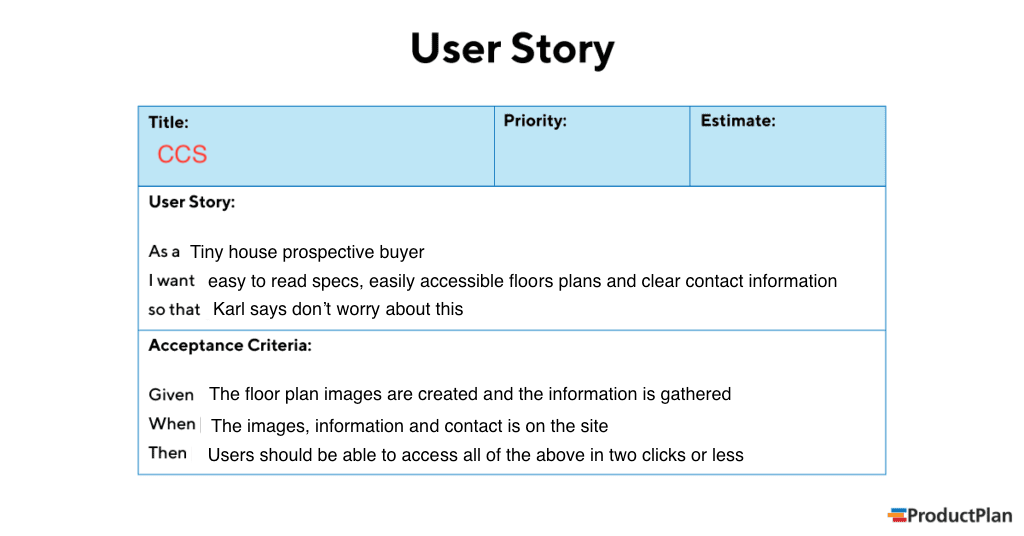 User Story
Title:
Priority:
Estimate:
CCS
User Story:
As a Tiny house prospective buyer
I want easy to read specs, easily accessible floors plans and clear contact information
so that Karl says don’t worry about this
Acceptance Criteria:
Given The floor plan images are created and the information is gathered
When The images, information and contact is on the site
Then Users should be able to access all of the above in two clicks or less
ProductPlan